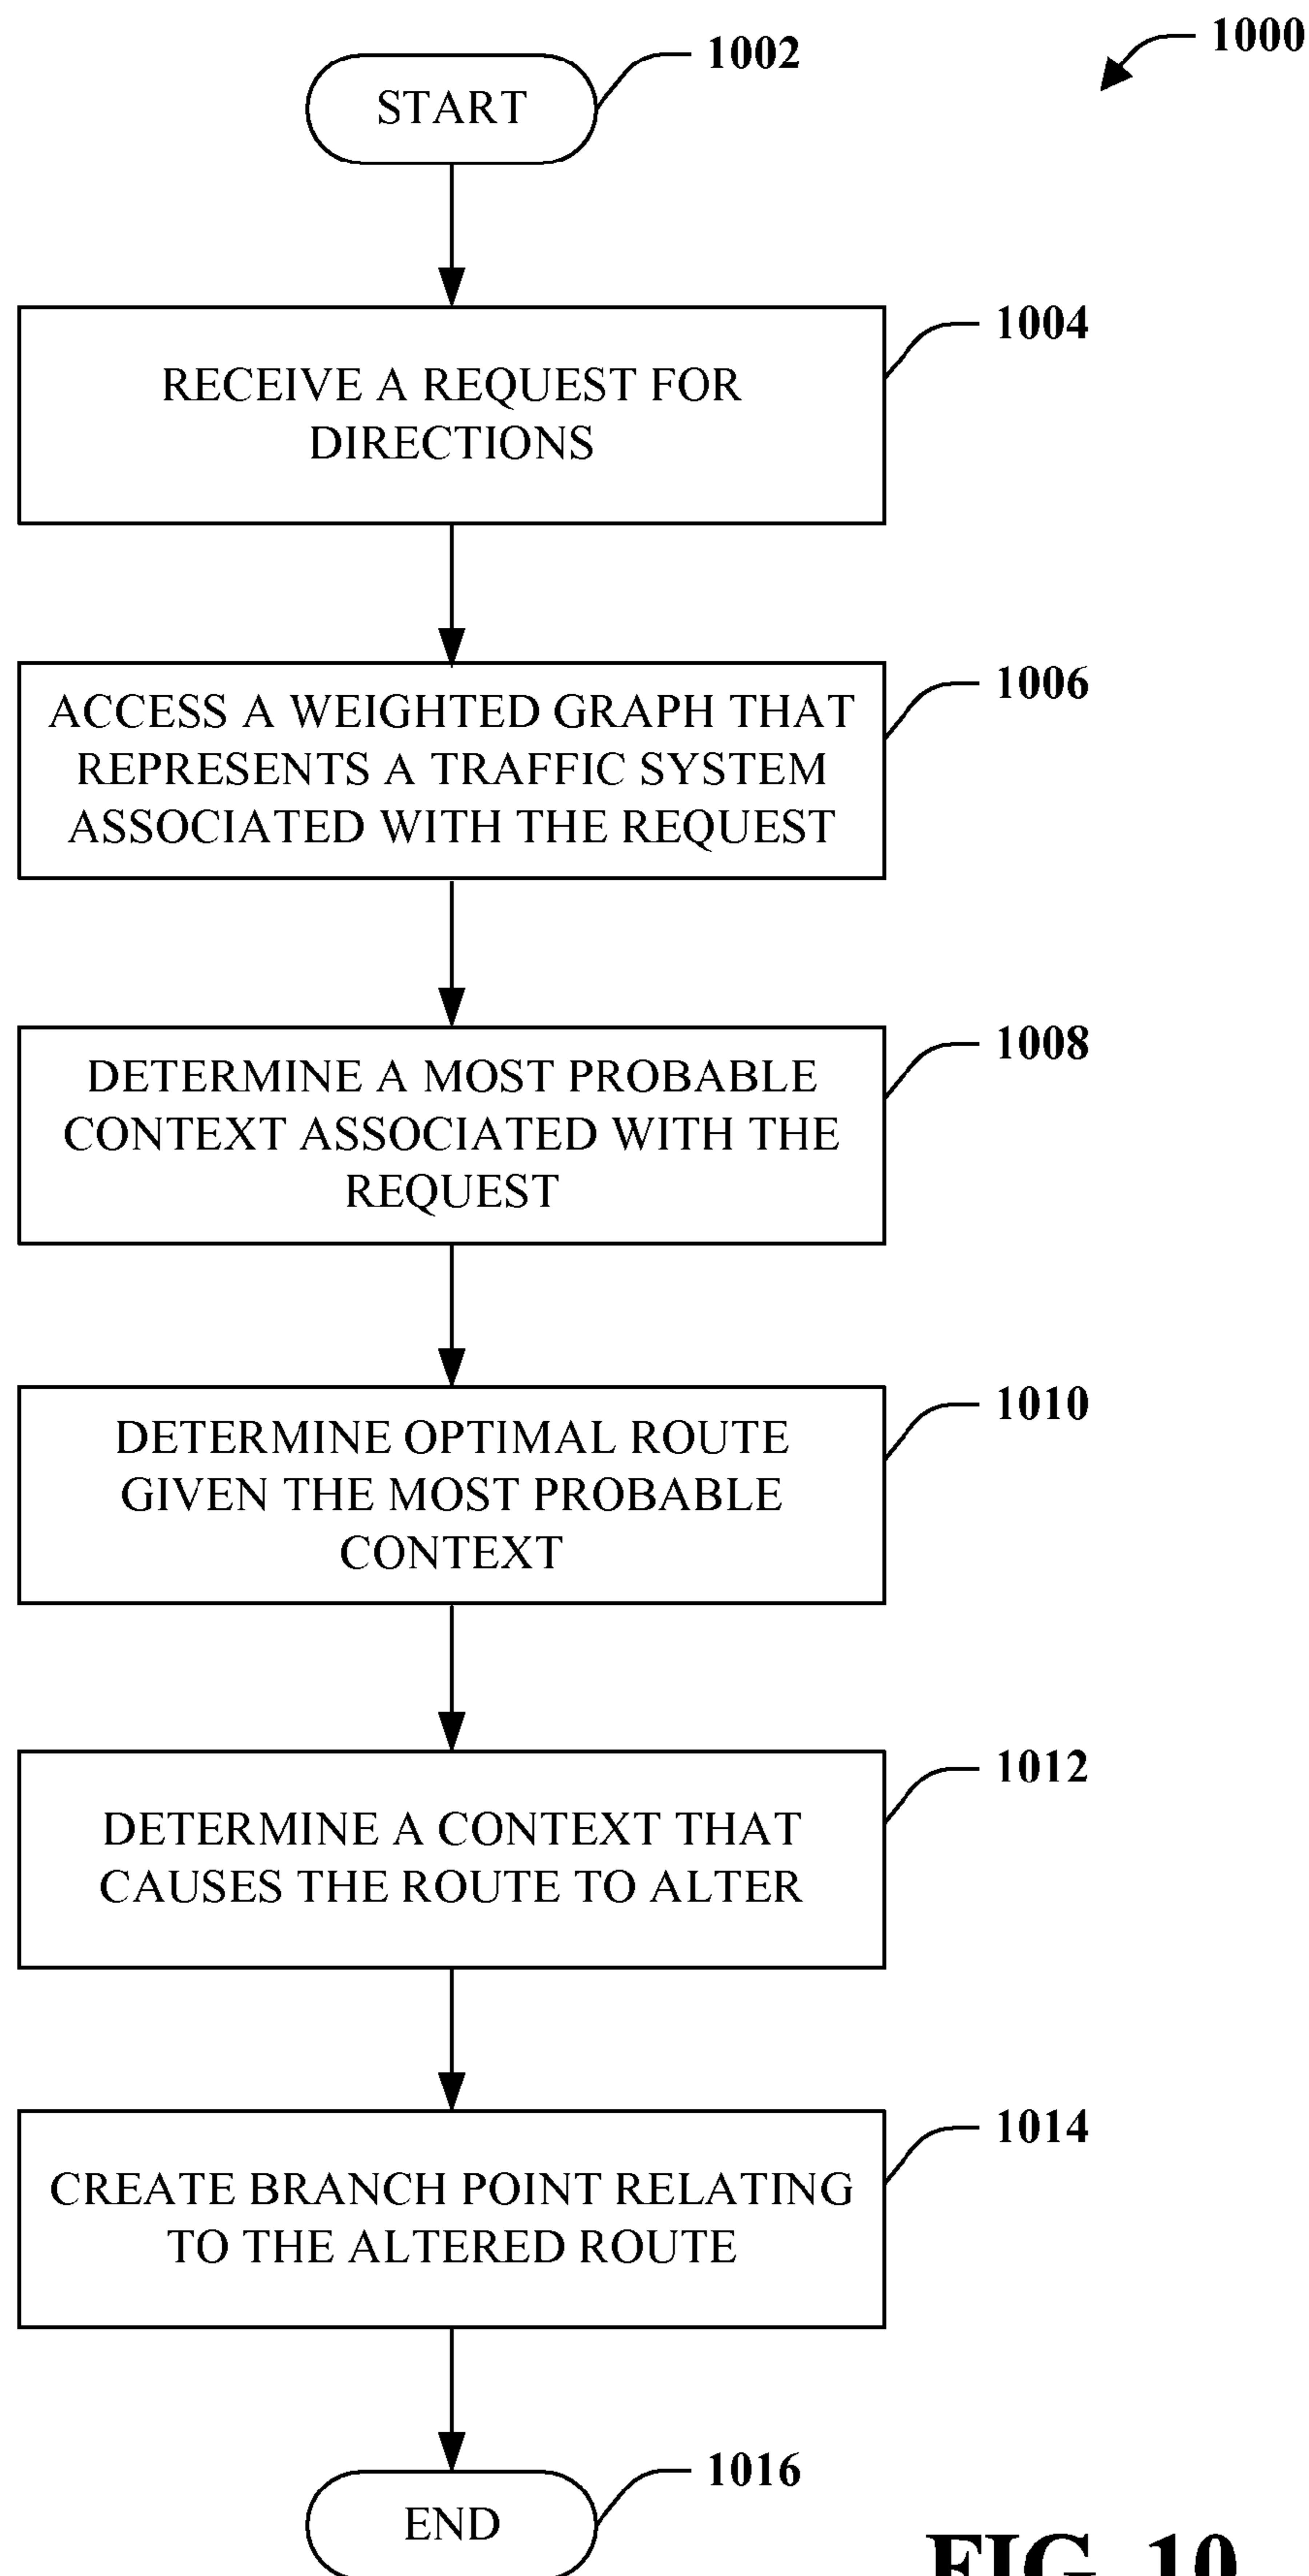 1000
START
1002
RECEIVE A REQUEST FOR
DIRECTIONS
1004
ACCESS A WEIGHTED GRAPH THAT
REPRESENTS A TRAFFIC SYSTEM
ASSOCIATED WITH THE REQUEST
1006
DETERMINE A MOST PROBABLE
CONTEXT ASSOCIATED WITH THE
REQUEST
1008
DETERMINE OPTIMAL ROUTE
GIVEN THE MOST PROBABLE
CONTEXT
1010
DETERMINE A CONTEXT THAT
CAUSES THE ROUTE TO ALTER
1012
CREATE BRANCH POINT RELATING
TO THE ALTERED ROUTE
1014
END
1016
FIG. 10